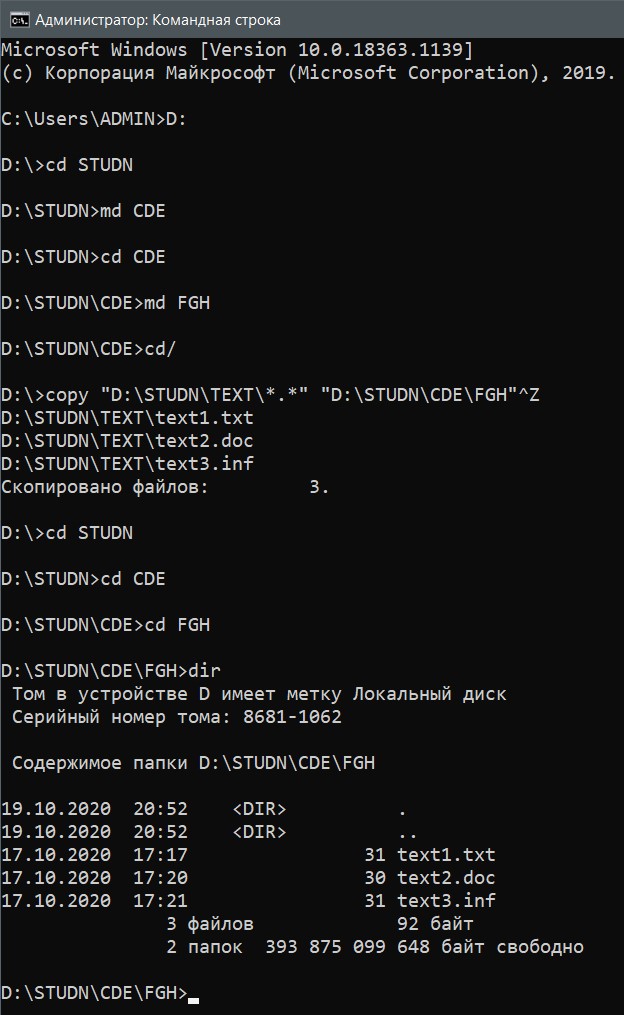 Администратор: Командная строка
Microsoft Windows [Version 10.0.18363.1139]
(c) Корпорация Майкрософт (Microsoft Corporation), 2019.
C:\Users\ADMIN>D:
D:\>cd STUDN
D:\STUDN>md CDE
D:\STUDN>cd CDE
D:\STUDN\CDE>md FGH
D:\STUDN\CDE>cd/
D:\>copy "D:\STUDN\TEXT\*.*" "D:\STUDN\CDE\FGH"^Z
D:\STUDN\TEXT\text1.txt
D:\STUDN\TEXT\text2.doc
D:\STUDN\TEXT\text3.inf
Скопировано файлов:         3.
D:\>cd STUDN
D:\STUDN>cd CDE
D:\STUDN\CDE>cd FGH
D:\STUDN\CDE\FGH>dir
 Том в устройстве D имеет метку Локальный диск
 Серийный номер тома: 8681-1062
 Содержимое папки D:\STUDN\CDE\FGH
19.10.2020  20:52    <DIR>          .
19.10.2020  20:52    <DIR>          ..
17.10.2020  17:17                31 text1.txt
17.10.2020  17:20                30 text2.doc
17.10.2020  17:21                31 text3.inf
               3 файлов             92 байт
               2 папок  393 875 099 648 байт свободно
D:\STUDN\CDE\FGH>